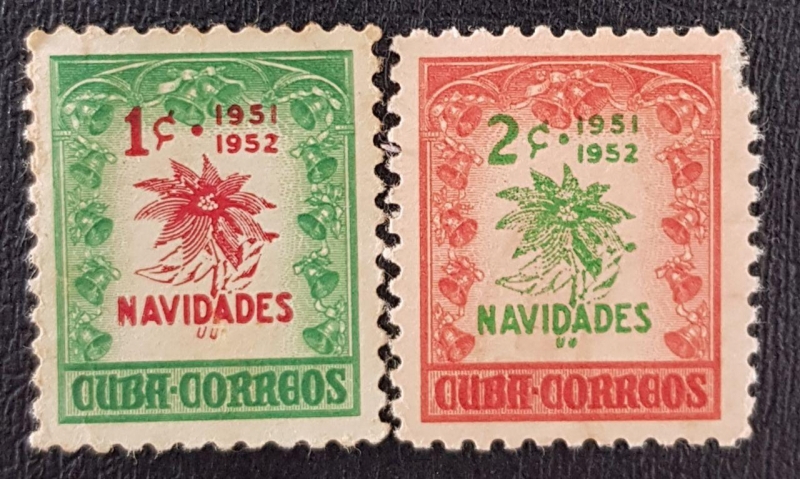 1¢. 1951
1952
NAVIDADES
CUBA-CORREOS
2¢. 1951
1952
NAVIDADES
CUBA-CORREOS